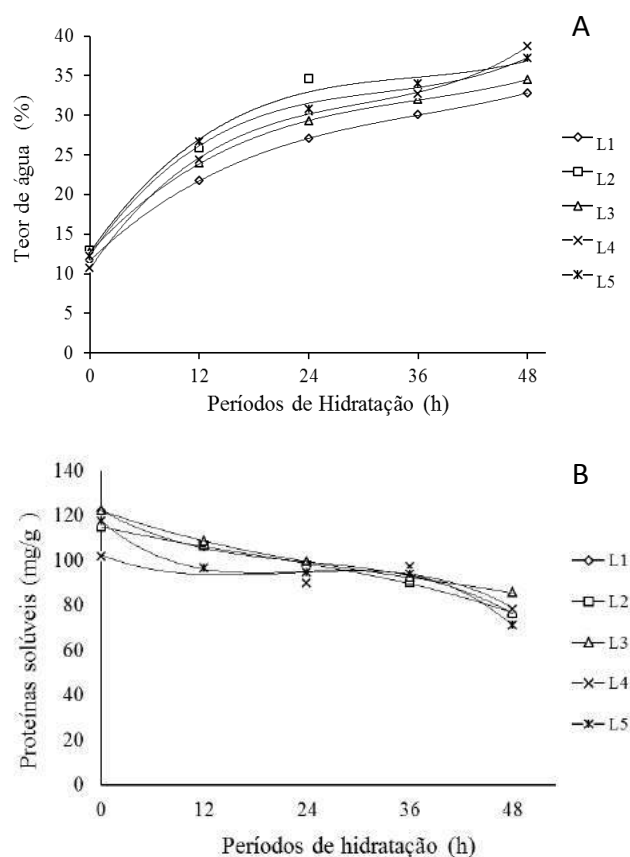 A
40
35
30
25
20
15
10
5
0
0 12 24 36 48
Teor de água (%)
Períodos de Hidratação (h)
L1
L2
L3
L4
L5
B
140
120
100
80
60
40
20
0
0 12 24 36 48
Proteínas solúveis (mg/g)
Períodos de hidratação (h)
L1
L2
L3
L4
L5